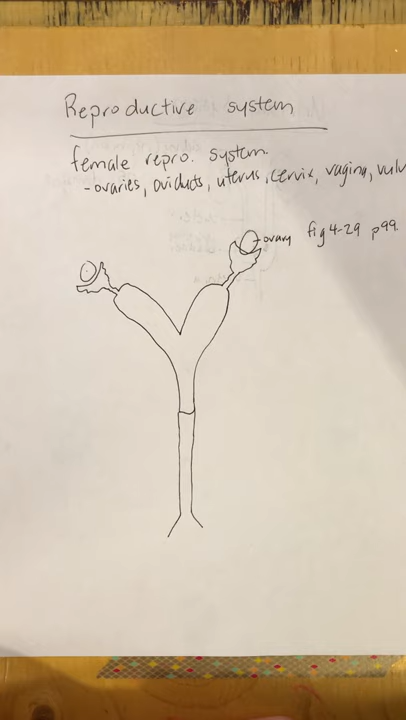 Reproductive system
female repro. system.
- ovaries, oviducts, uterus, cervix, vagina, vulv
ovary fig 4-29 p99.